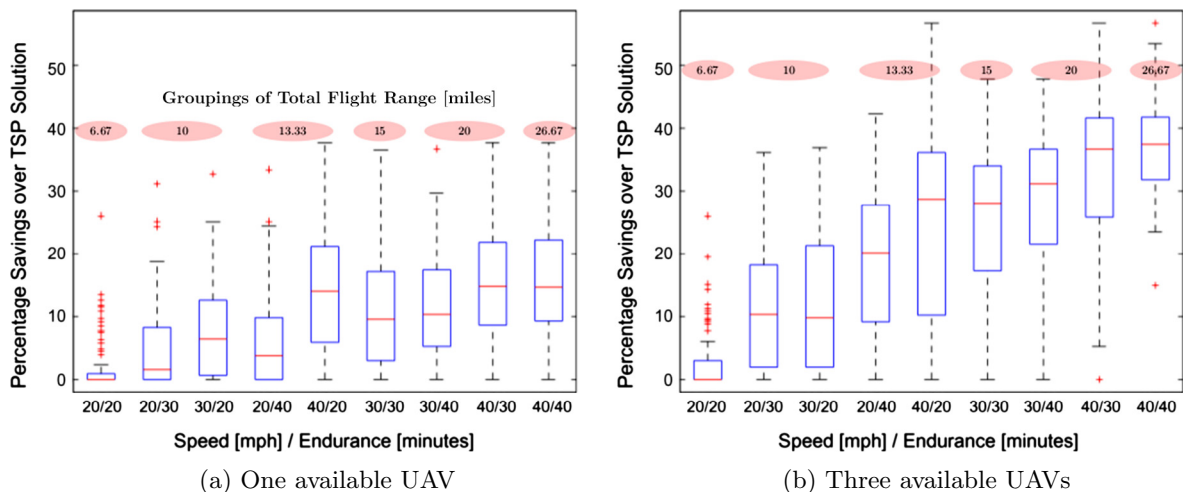 Percentage Savings over TSP Solution
50
40
30
20
10
0
Groupings of Total Flight Range [miles]
6.67 10 13.33 15 20 26.67
20/20 20/30 30/20 20/40 40/20 30/30 30/40 40/30 40/40
Speed [mph] / Endurance [minutes]
(a) One available UAV
Percentage Savings over TSP Solution
50
40
30
20
10
0
6.67 10 13.33 15 20 26.67
20/20 20/30 30/20 20/40 40/20 30/30 30/40 40/30 40/40
Speed [mph] / Endurance [minutes]
(b) Three available UAVs